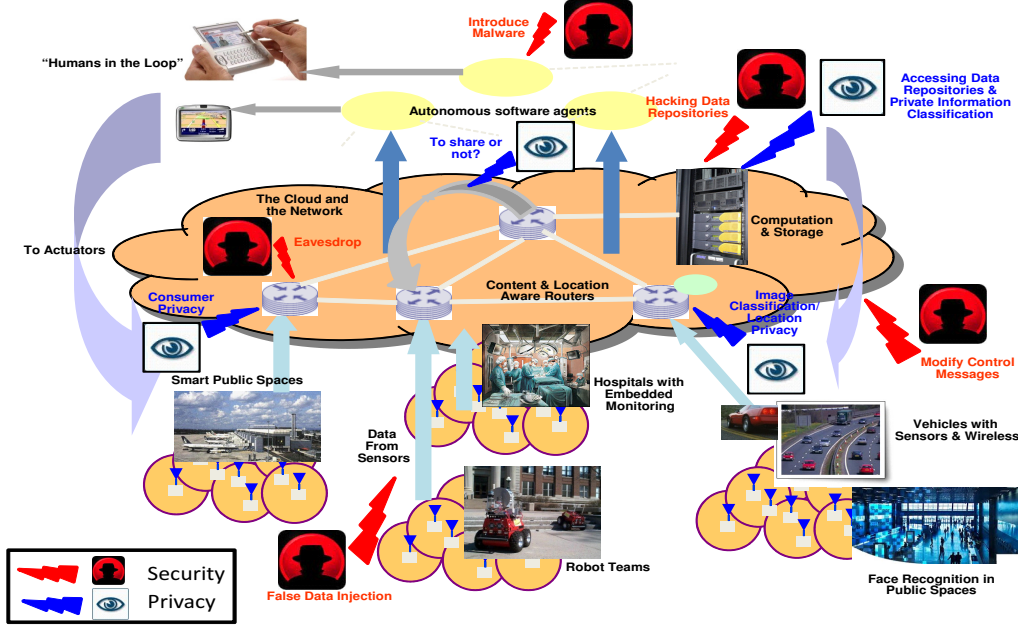 Introduce
Malware
“Humans in the Loop”
Accessing Data
Repositories &
Private Information
Classification
Hacking Data
Repositories
Autonomous software agents
To share or
not?
The Cloud and
the Network
Computation
& Storage
To Actuators
Eavesdrop
Content & Location
Aware Routers
Consumer
Privacy
Image
Classification/
Location
Privacy
Modify Control
Messages
Smart Public Spaces
Hospitals with
Embedded
Monitoring
Vehicles with
Sensors & Wireless
Data
From
Sensors
Robot Teams
False Data Injection
Face Recognition in
Public Spaces
Security
Privacy